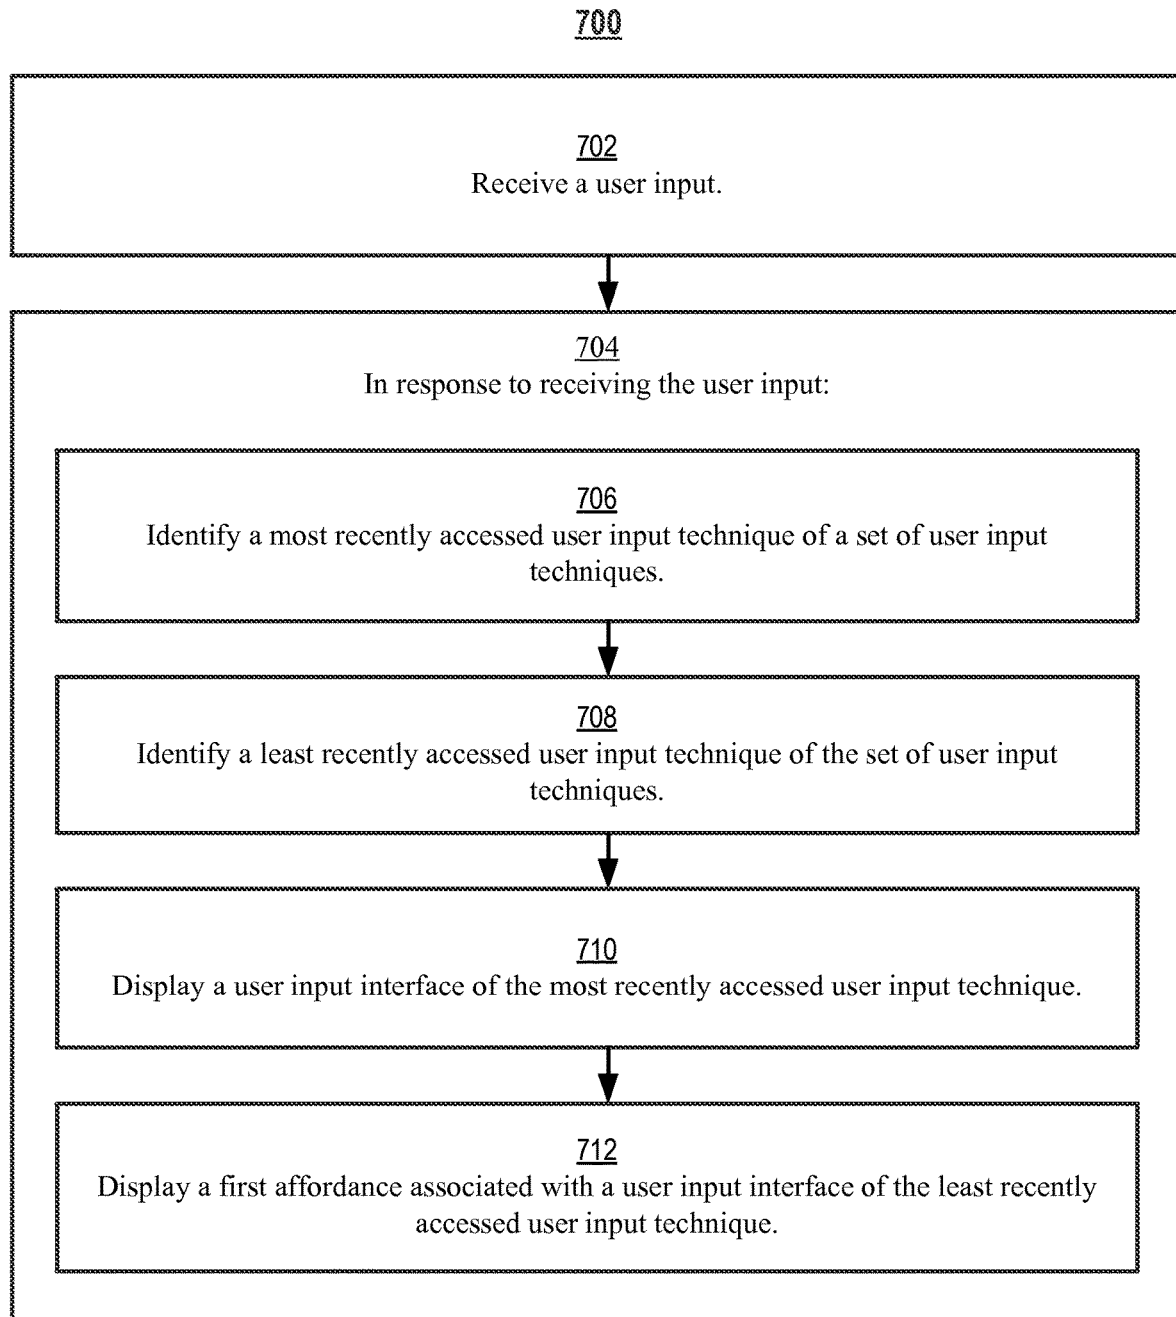 700
702
Receive a user input.
704
In response to receiving the user input:
706
Identify a most recently accessed user input technique of a set of user input
techniques.
708
Identify a least recently accessed user input technique of the set of user input
techniques.
710
Display a user input interface of the most recently accessed user input technique.
712
Display a first affordance associated with a user input interface of the least recently
accessed user input technique.